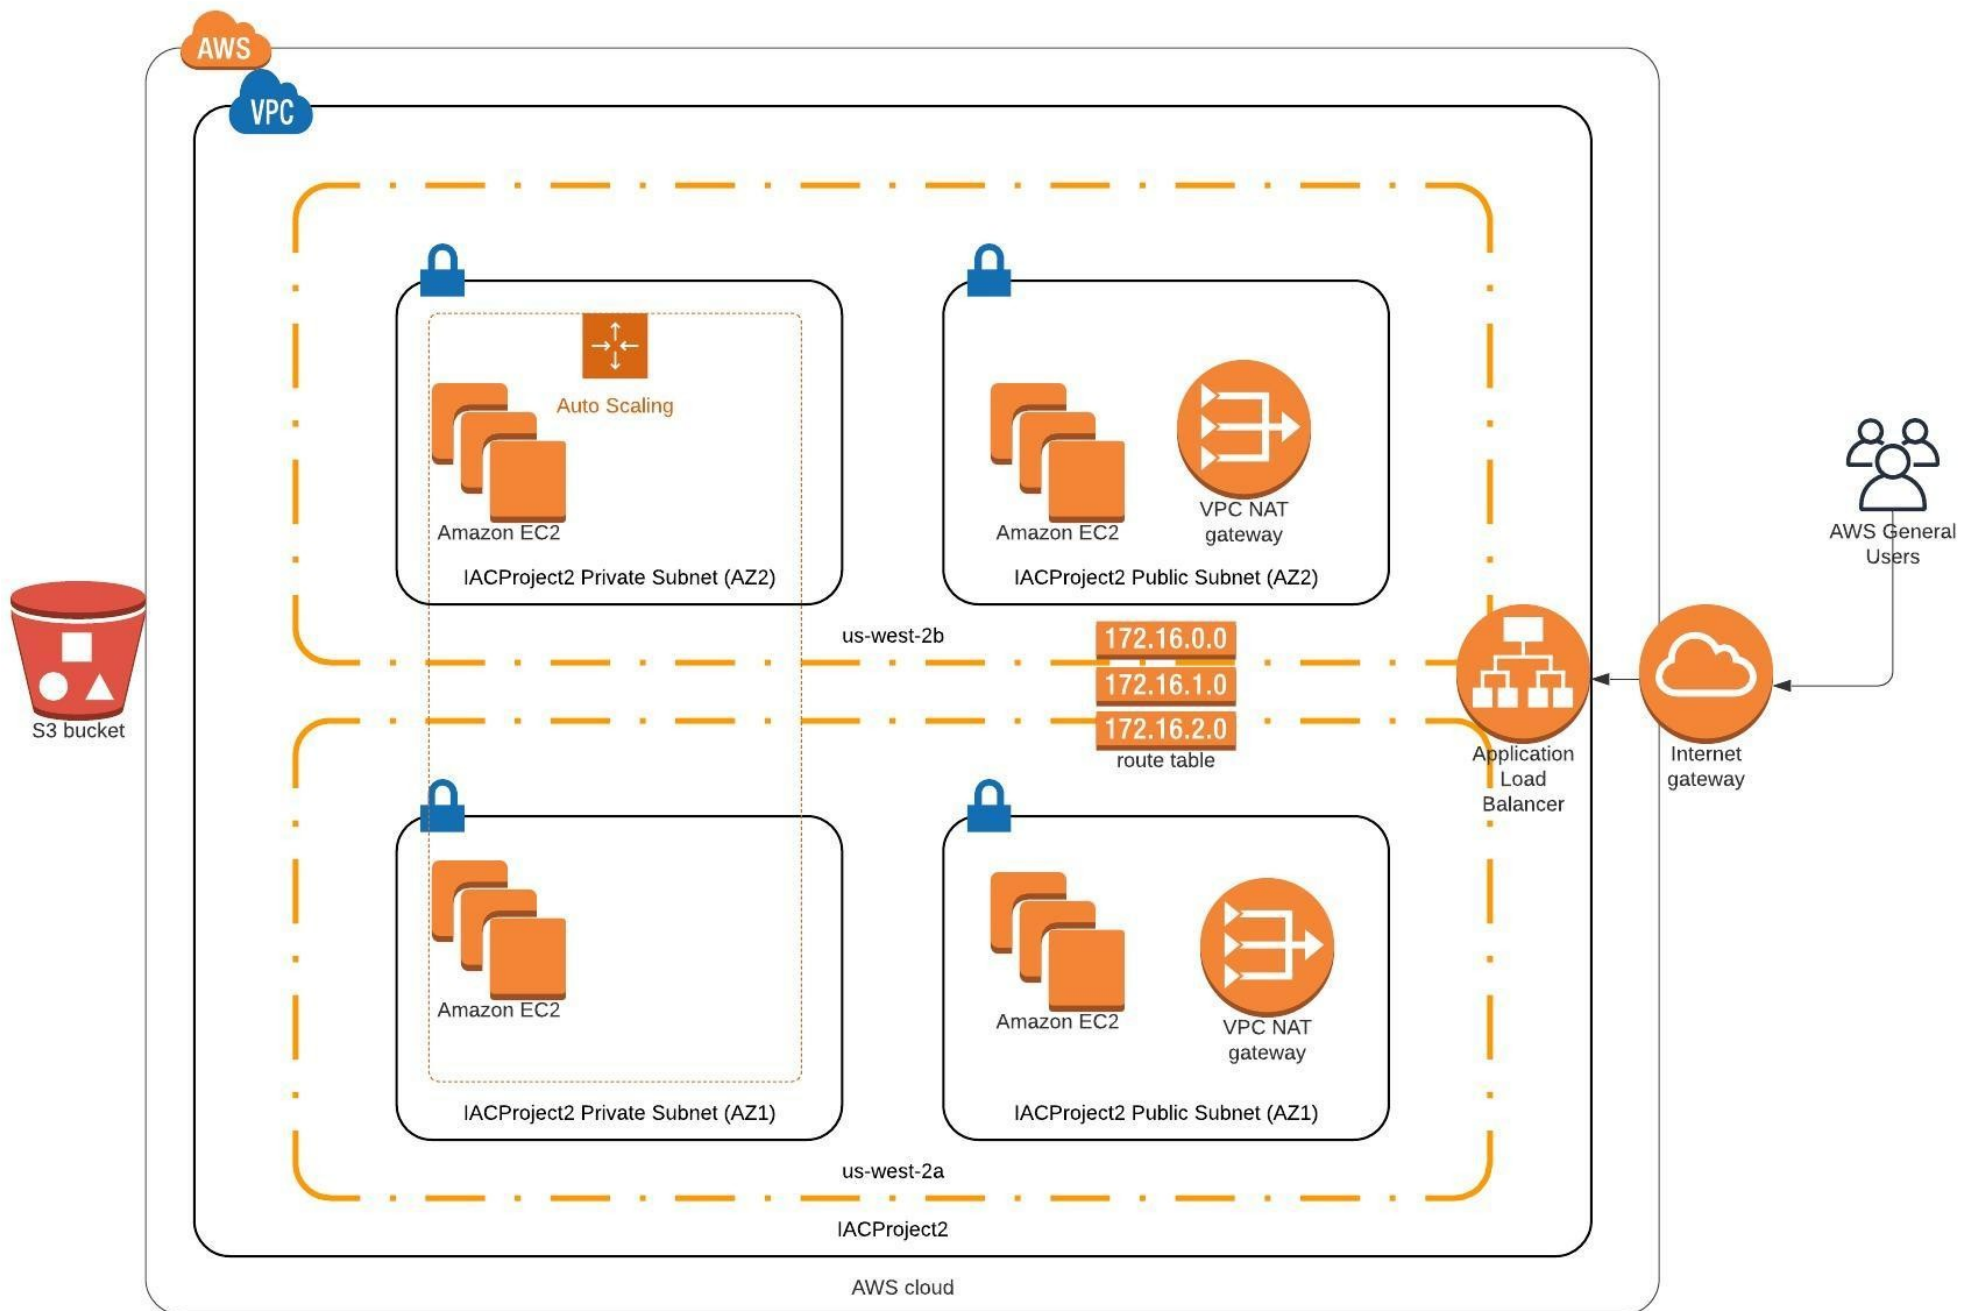 AWS
VPC
Auto Scaling
Amazon EC2
IACProject2 Private Subnet (AZ2)
Amazon EC2
VPC NAT
gateway
IACProject2 Public Subnet (AZ2)
us-west-2b
172.16.0.0
172.16.1.0
172.16.2.0
route table
S3 bucket
Application
Load
Balancer
Internet
gateway
AWS General
Users
Amazon EC2
IACProject2 Private Subnet (AZ1)
Amazon EC2
VPC NAT
gateway
IACProject2 Public Subnet (AZ1)
us-west-2a
IACProject2
AWS cloud